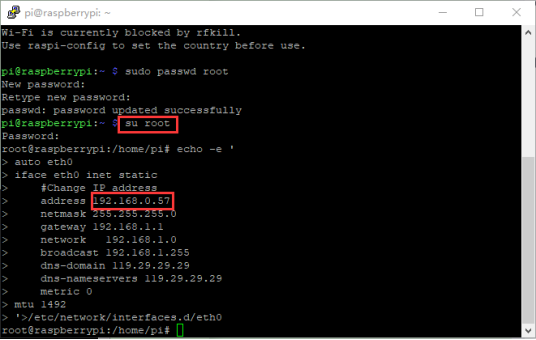 pi@raspberrypi: ~
Wi-Fi is currently blocked by rfkill.
Use raspi-config to set the country before use.
pi@raspberrypi:~ $ sudo passwd root
New password:
Retype new password:
passwd: password updated successfully
pi@raspberrypi:~ $ su root
Password:
root@raspberrypi:/home/pi# echo -e '
> auto eth0
> iface eth0 inet static
>     #Change IP address
>     address 192.168.0.57
>     netmask 255.255.255.0
>     gateway 192.168.1.1
>     network   192.168.1.0
>     broadcast 192.168.1.255
>     dns-domain 119.29.29.29
>     dns-nameservers 119.29.29.29
>     metric 0
> mtu 1492
> '>/etc/network/interfaces.d/eth0
root@raspberrypi:/home/pi#